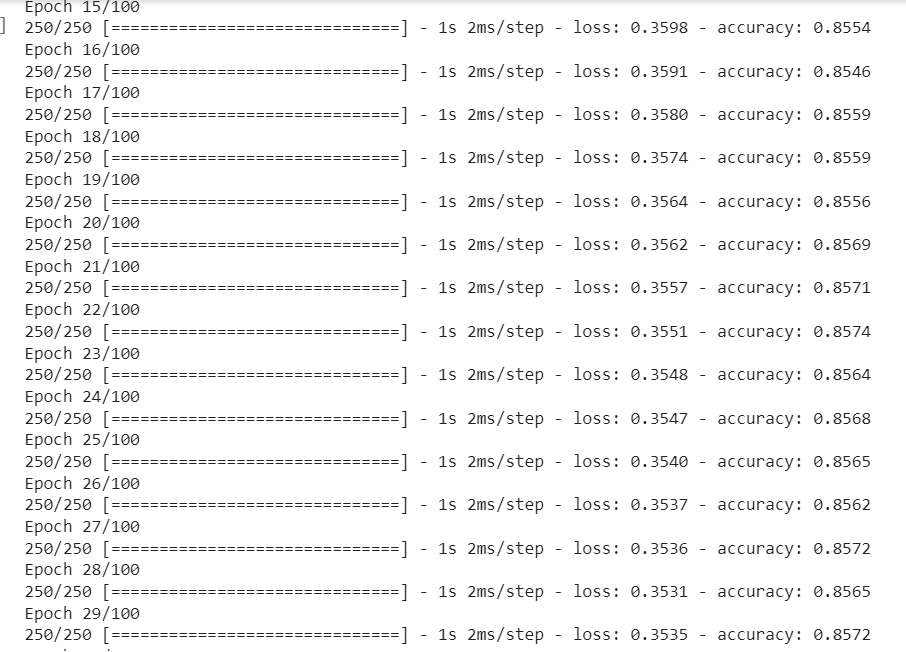 Epoch 15/100
250/250 [==============================] - 1s 2ms/step - loss: 0.3598 - accuracy: 0.8554
Epoch 16/100
250/250 [==============================] - 1s 2ms/step - loss: 0.3591 - accuracy: 0.8546
Epoch 17/100
250/250 [==============================] - 1s 2ms/step - loss: 0.3580 - accuracy: 0.8559
Epoch 18/100
250/250 [==============================] - 1s 2ms/step - loss: 0.3574 - accuracy: 0.8559
Epoch 19/100
250/250 [==============================] - 1s 2ms/step - loss: 0.3564 - accuracy: 0.8556
Epoch 20/100
250/250 [==============================] - 1s 2ms/step - loss: 0.3562 - accuracy: 0.8569
Epoch 21/100
250/250 [==============================] - 1s 2ms/step - loss: 0.3557 - accuracy: 0.8571
Epoch 22/100
250/250 [==============================] - 1s 2ms/step - loss: 0.3551 - accuracy: 0.8574
Epoch 23/100
250/250 [==============================] - 1s 2ms/step - loss: 0.3548 - accuracy: 0.8564
Epoch 24/100
250/250 [==============================] - 1s 2ms/step - loss: 0.3547 - accuracy: 0.8568
Epoch 25/100
250/250 [==============================] - 1s 2ms/step - loss: 0.3540 - accuracy: 0.8565
Epoch 26/100
250/250 [==============================] - 1s 2ms/step - loss: 0.3537 - accuracy: 0.8562
Epoch 27/100
250/250 [==============================] - 1s 2ms/step - loss: 0.3536 - accuracy: 0.8572
Epoch 28/100
250/250 [==============================] - 1s 2ms/step - loss: 0.3531 - accuracy: 0.8565
Epoch 29/100
250/250 [==============================] - 1s 2ms/step - loss: 0.3535 - accuracy: 0.8572